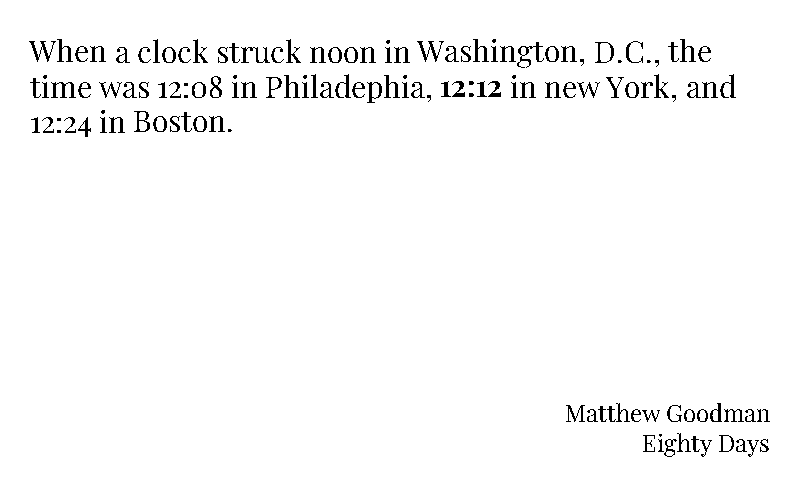 When a clock struck noon in Washington, D.C., the
time was 12:08 in Philadephia, 12:12 in new York, and
12:24 in Boston.
Matthew Goodman
Eighty Days